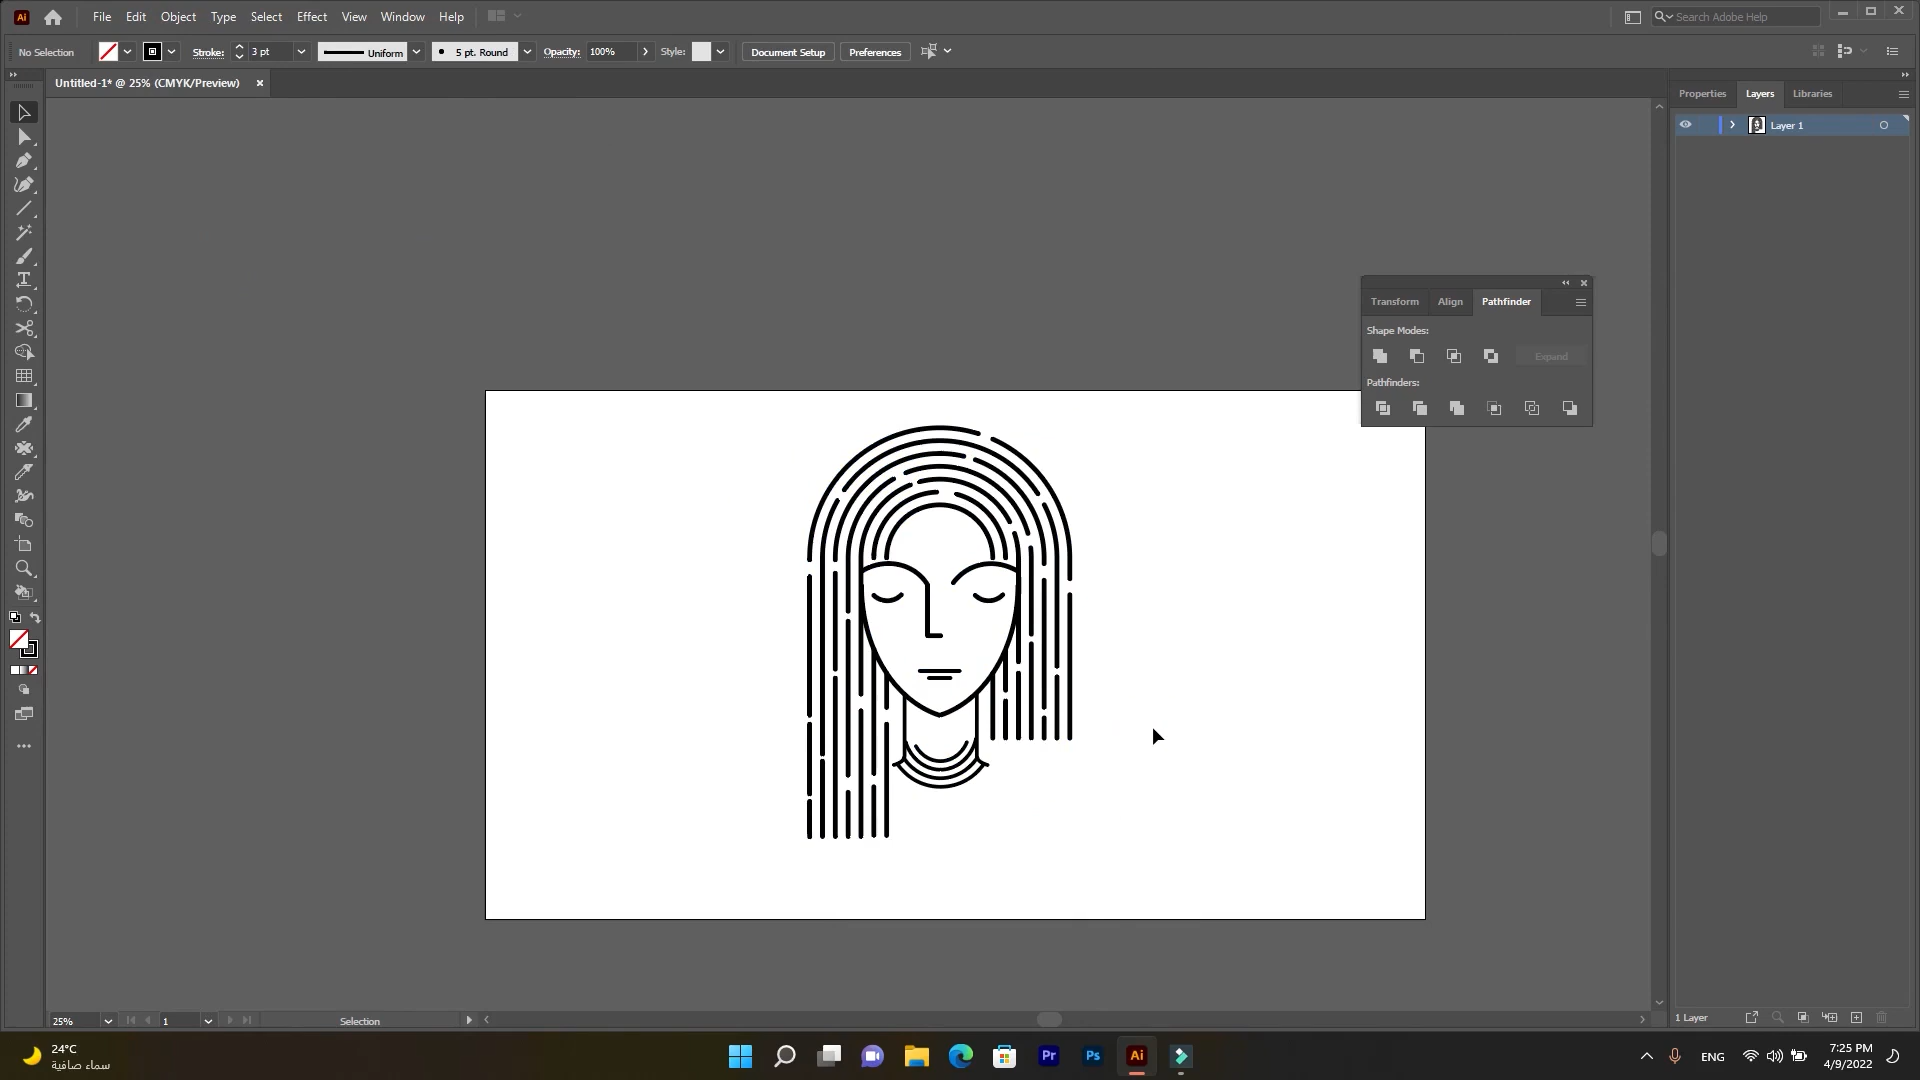 Ai File Edit Object Type Select Effect View Window Help Search Adobe Help
No Selection Stroke: 3 pt Uniform 5 pt. Round Opacity: 100% Style: Document Setup Preferences
Untitled-1* @ 25% (CMYK/Preview)
Properties Layers Libraries
Layer 1
Transform Align Pathfinder
Shape Modes:
Expand
Pathfinders:
25% 1 Selection
1 Layer
24°C
سماء صافية
Pr Ps Ai
ENG
7:25 PM
4/9/2022